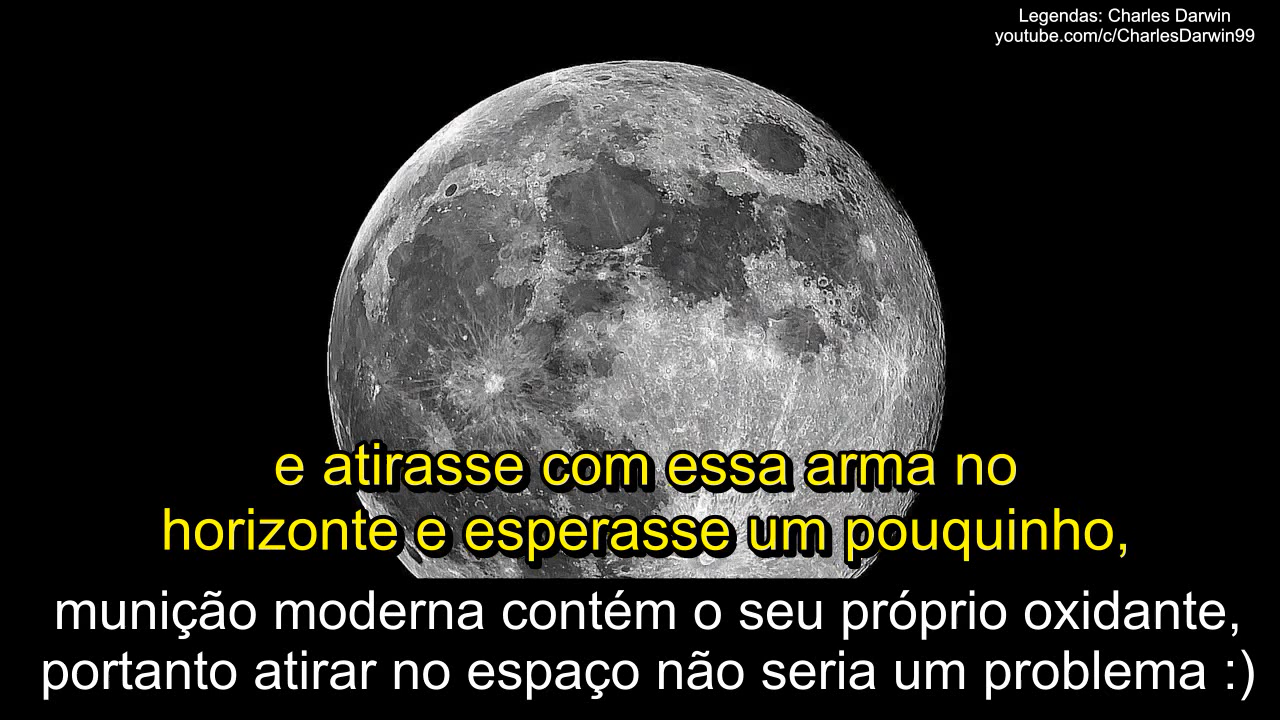 Legendas: Charles Darwin
youtube.com/c/CharlesDarwin99
e atirasse com essa arma no
horizonte e esperasse um pouquinho,
munição moderna contém o seu próprio oxidante,
portanto atirar no espaço não seria um problema :)